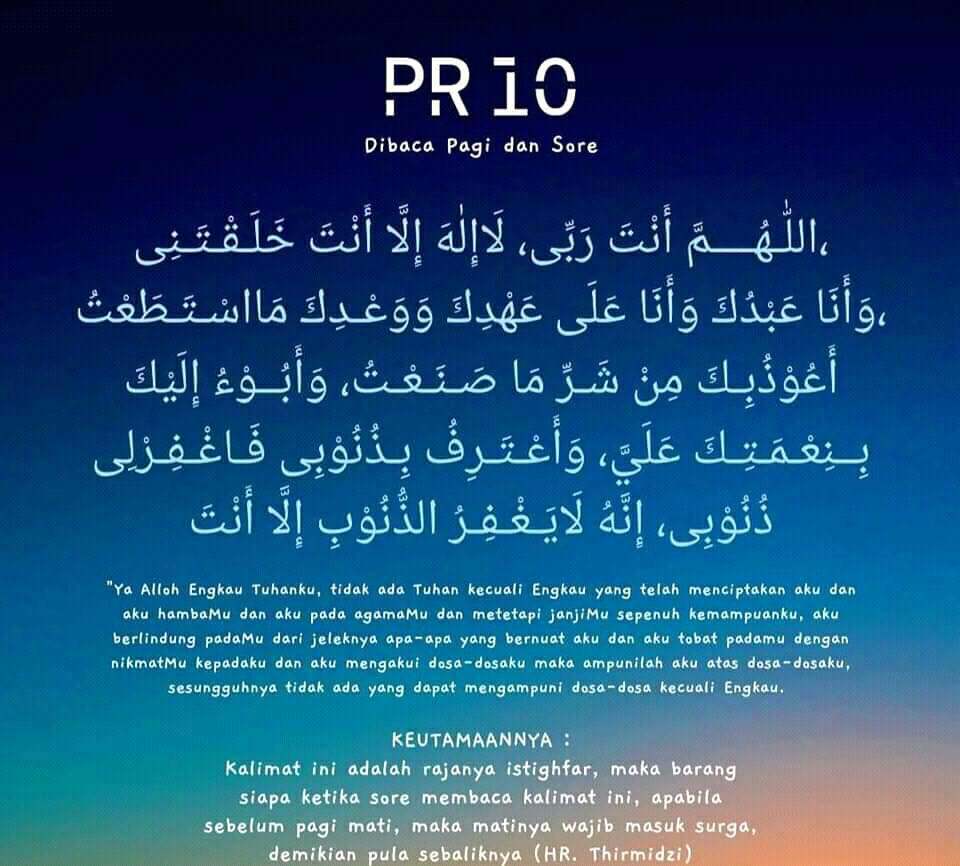 PR 10
Dibaca Pagi dan Sore
اللّٰهُمَّ أَنْتَ رَبِّى، لَاإِلٰهَ إِلَّا أَنْتَ خَلَقْتَنِى،
وَأَنَا عَبْدُكَ وَأَنَا عَلَى عَهْدِكَ وَوَعْدِكَ مَااسْتَطَعْتُ،
أَعُوْذُبِكَ مِنْ شَرِّ مَا صَنَعْتُ، وَأَبُوْءُ إِلَيْكَ
بِنِعْمَتِكَ عَلَيَّ، وَأَعْتَرِفُ بِذُنُوْبِى فَاغْفِرْلِى
ذُنُوْبِى، إِنَّهُ لَايَغْفِرُ الذُّنُوْبِ إِلَّا أَنْتَ
"Ya Alloh Engkau Tuhanku, tidak ada Tuhan kecuali Engkau yang telah menciptakan aku dan
aku hambaMu dan aku pada agamaMu dan metetapi janjiMu sepenuh kemampuanku, aku
berlindung padaMu dari jeleknya apa-apa yang bernuat aku dan aku tobat padamu dengan
nikmatMu kepadaku dan aku mengakui dosa-dosaku maka ampunilah aku atas dosa-dosaku,
sesungguhnya tidak ada yang dapat mengampuni dosa-dosa kecuali Engkau.
KEUTAMAANNYA :
Kalimat ini adalah rajanya istighfar, maka barang
siapa ketika sore membaca kalimat ini, apabila
sebelum pagi mati, maka matinya wajib masuk surga,
demikian pula sebaliknya (HR. Thirmidzi)